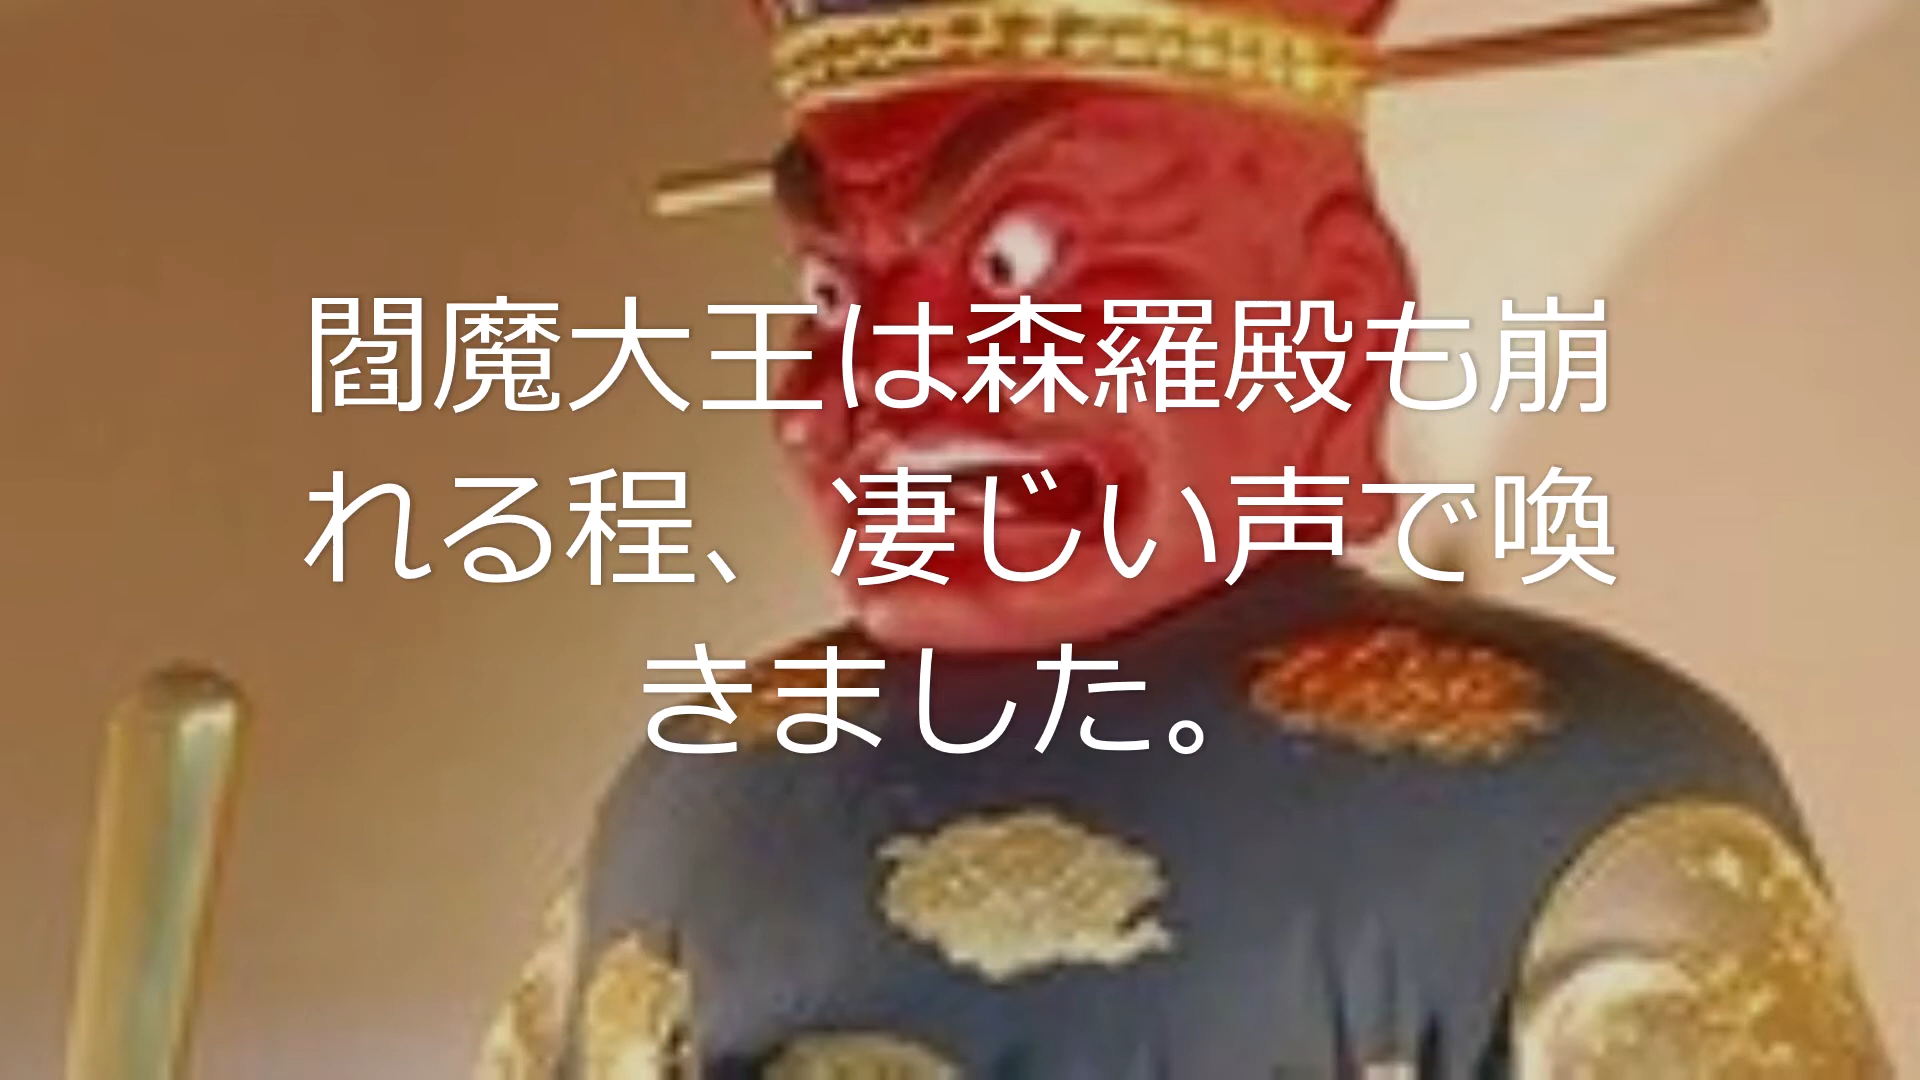 閻魔大王は森羅殿も崩
れる程、凄じい声で喚
きました。